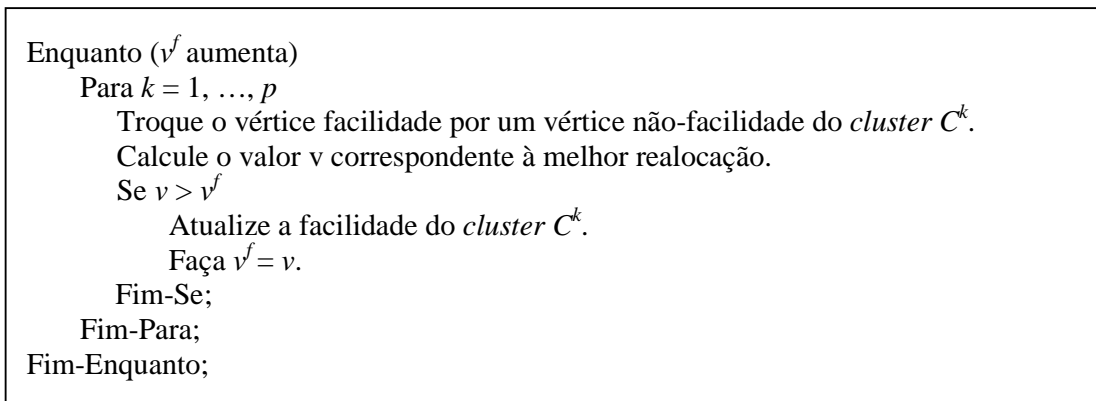 Enquanto (v^f aumenta)
Para k = 1, …, p
Troque o vértice facilidade por um vértice não-facilidade do cluster C^k.
Calcule o valor v correspondente à melhor realocação.
Se v > v^f
Atualize a facilidade do cluster C^k.
Faça v^f = v.
Fim-Se;
Fim-Para;
Fim-Enquanto;